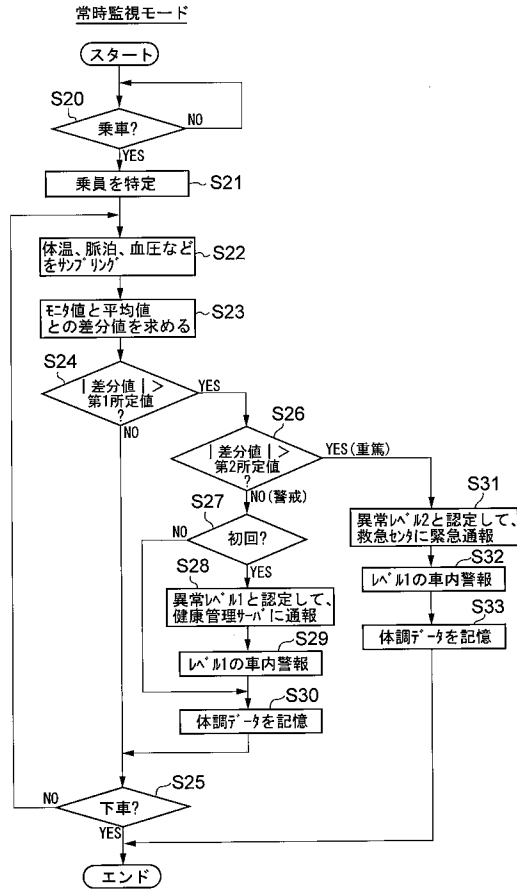 常時監視モード
スタート
S20
乗車?
NO
YES
乗員を特定
S21
体温、脈泊、血圧など
をサンプリング
S22
モニタ値と平均値
との差分値を求める
S23
S24
|差分値|>
第1所定値
?
YES
NO
S26
|差分値|>
第2所定値
?
YES(重篤)
NO(警戒)
S27
初回?
NO
YES
S28
異常レベル1と認定して、
健康管理サーバに通報
S29
レベル1の車内警報
S30
体調データを記憶
S31
異常レベル2と認定して、
救急センタに緊急通報
S32
レベル1の車内警報
S33
体調データを記憶
S25
下車?
NO
YES
エンド